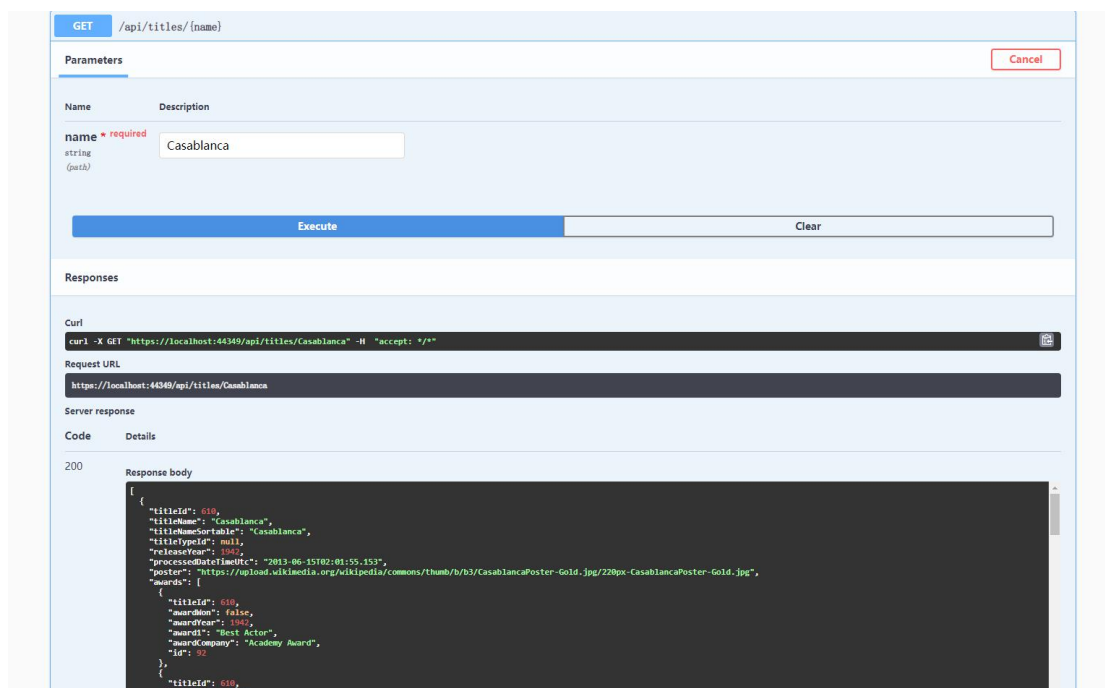 GET /api/titles/{name}
Parameters Cancel
Name Description
name * required
string
(path)
Casablanca
Execute Clear
Responses
Curl
curl -X GET "https://localhost:44349/api/titles/Casablanca" -H  "accept: */*"
Request URL
https://localhost:44349/api/titles/Casablanca
Server response
Code Details
200
Response body
[
  {
    "titleId": 610,
    "titleName": "Casablanca",
    "titleNameSortable": "Casablanca",
    "titleTypeId": null,
    "releaseYear": 1942,
    "processedDateTimeUtc": "2013-06-15T02:01:55.153",
    "poster": "https://upload.wikimedia.org/wikipedia/commons/thumb/b/b3/CasablancaPoster-Gold.jpg/220px-CasablancaPoster-Gold.jpg",
    "awards": [
      {
        "titleId": 610,
        "awardWon": false,
        "awardYear": 1942,
        "award1": "Best Actor",
        "awardCompany": "Academy Award",
        "id": 92
      },
      {
        "titleId": 610,